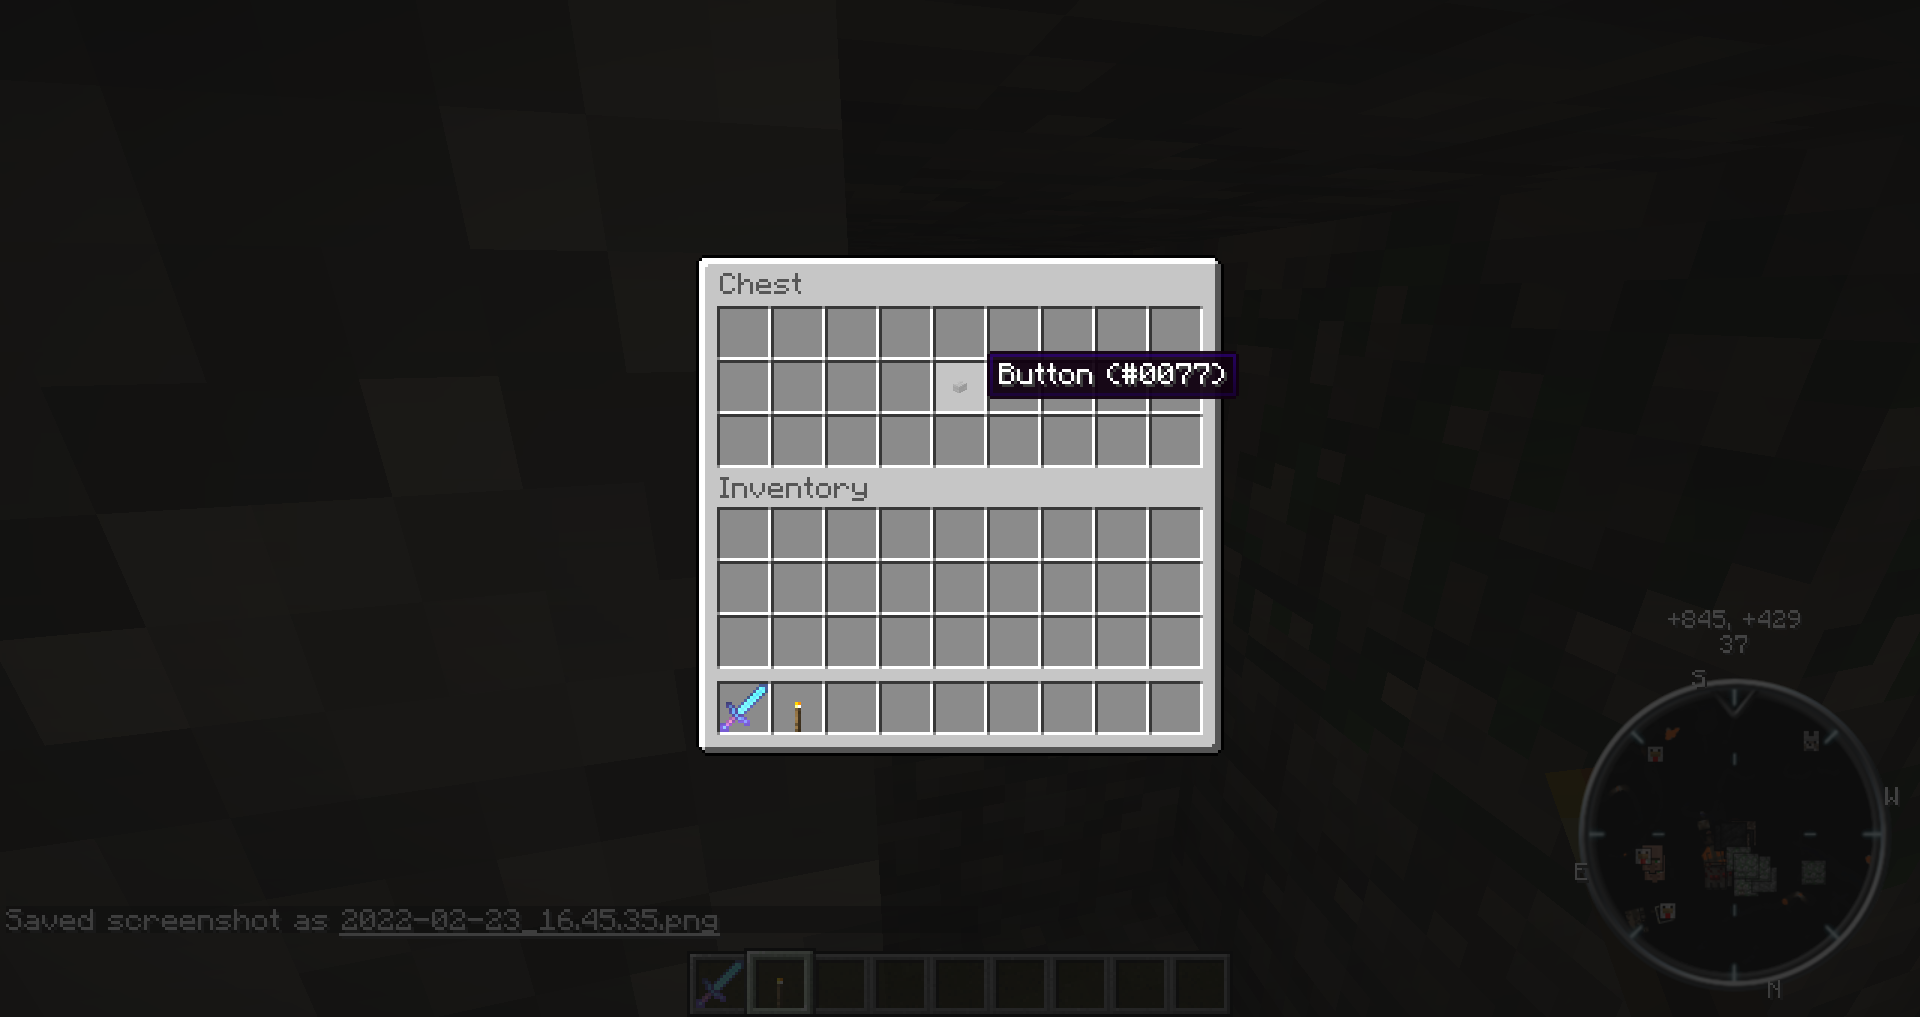 Chest
Button (#0077)
Inventory
+845, +429
37
S
W
E
Saved screenshot as 2022-02-23_16.45.35.png
N